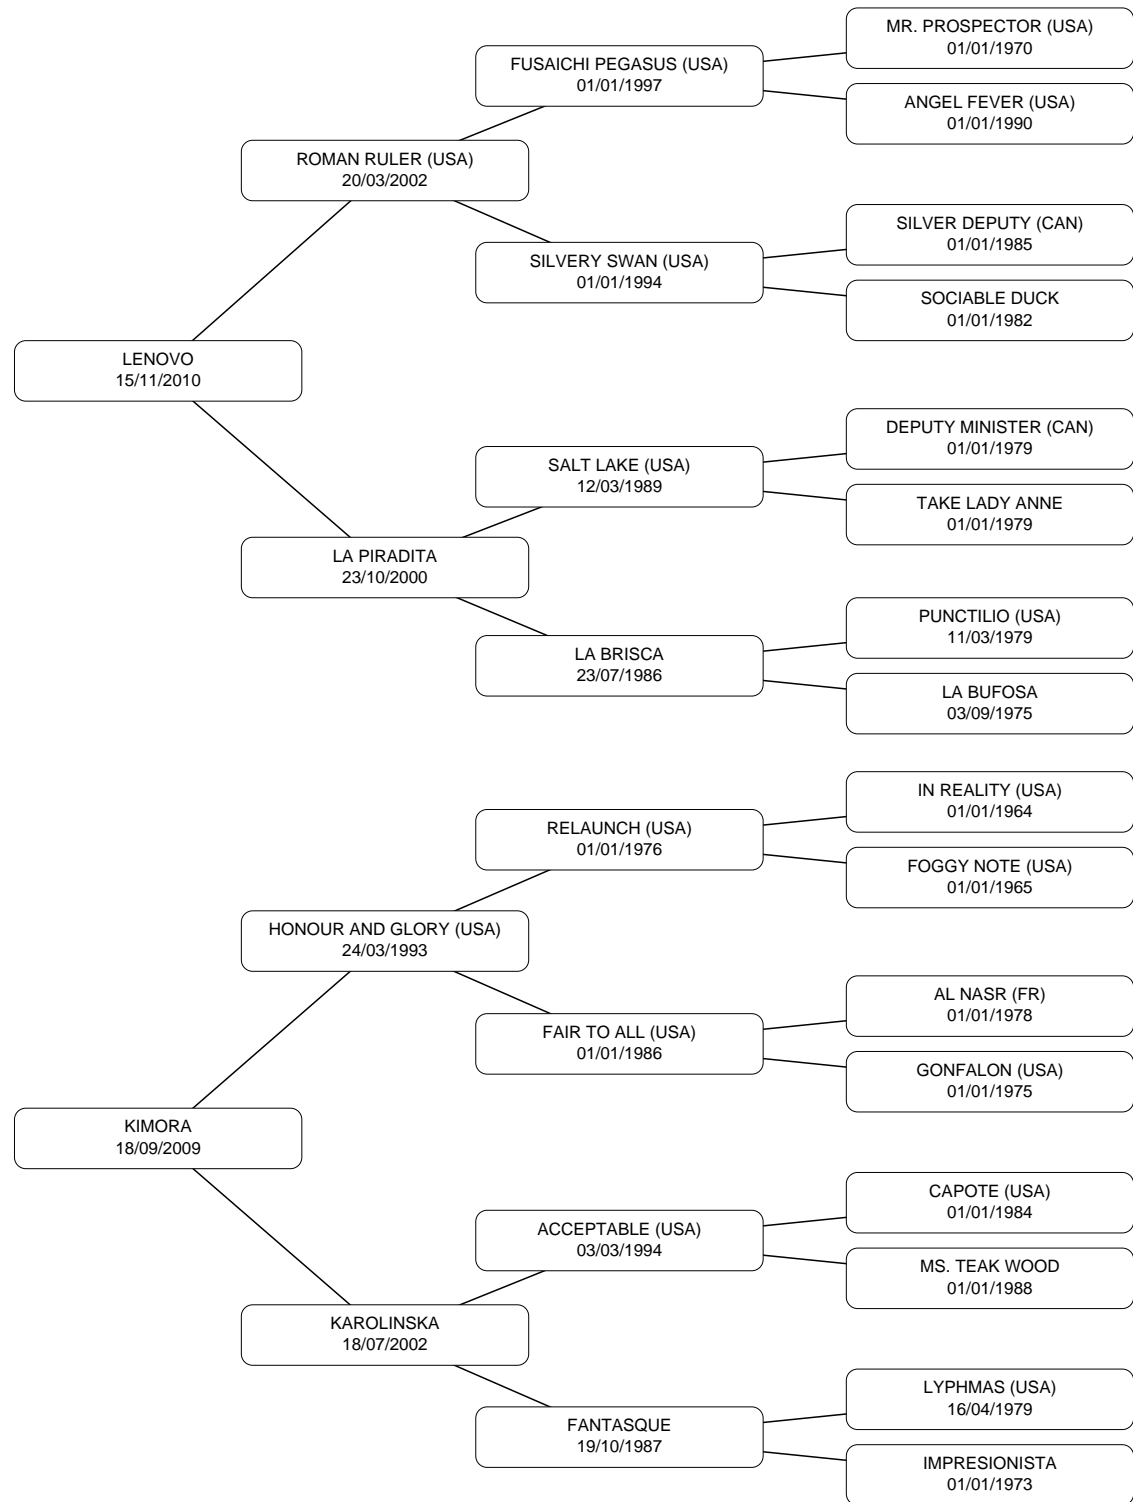 MR. PROSPECTOR (USA)
01/01/1970
FUSAICHI PEGASUS (USA)
01/01/1997
ANGEL FEVER (USA)
01/01/1990
ROMAN RULER (USA)
20/03/2002
SILVER DEPUTY (CAN)
01/01/1985
SILVERY SWAN (USA)
01/01/1994
SOCIABLE DUCK
01/01/1982
LENOVO
15/11/2010
DEPUTY MINISTER (CAN)
01/01/1979
SALT LAKE (USA)
12/03/1989
TAKE LADY ANNE
01/01/1979
LA PIRADITA
23/10/2000
PUNCTILIO (USA)
11/03/1979
LA BRISCA
23/07/1986
LA BUFOSA
03/09/1975
IN REALITY (USA)
01/01/1964
RELAUNCH (USA)
01/01/1976
FOGGY NOTE (USA)
01/01/1965
HONOUR AND GLORY (USA)
24/03/1993
AL NASR (FR)
01/01/1978
FAIR TO ALL (USA)
01/01/1986
GONFALON (USA)
01/01/1975
KIMORA
18/09/2009
CAPOTE (USA)
01/01/1984
ACCEPTABLE (USA)
03/03/1994
MS. TEAK WOOD
01/01/1988
KAROLINSKA
18/07/2002
LYPHMAS (USA)
16/04/1979
FANTASQUE
19/10/1987
IMPRESIONISTA
01/01/1973